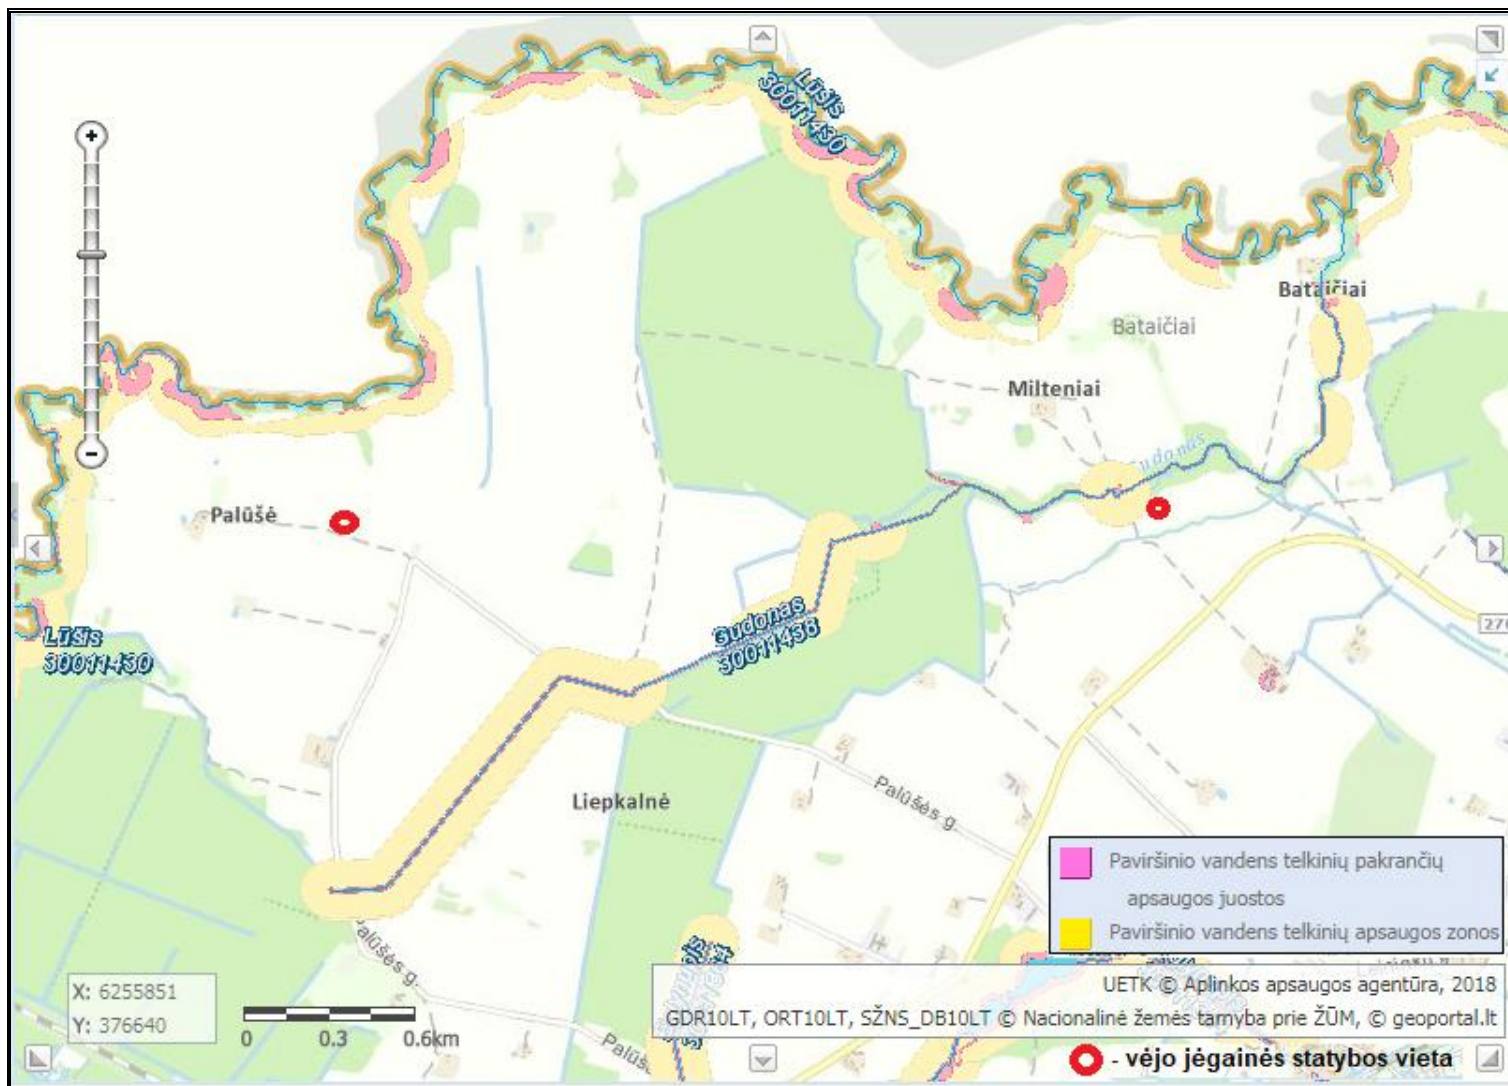 Lūšis
30011430
Bataičiai
Bataičiai
Milteniai
Gudonas
Palūšė
Gudonas
30011438
Lūšis
30011430
Liepkalnė
Palūšės g.
Paviršinio vandens telkinių pakrančių
apsaugos juostos
Paviršinio vandens telkinių apsaugos zonos
Palūšės g.
X: 6255851
Y: 376640
0 0.3 0.6km
UETK © Aplinkos apsaugos agentūra, 2018
GDR10LT, ORT10LT, SŽNS_DB10LT © Nacionalinė žemės tarnyba prie ŽŪM, © geoportal.lt
- vėjo jėgainės statybos vieta